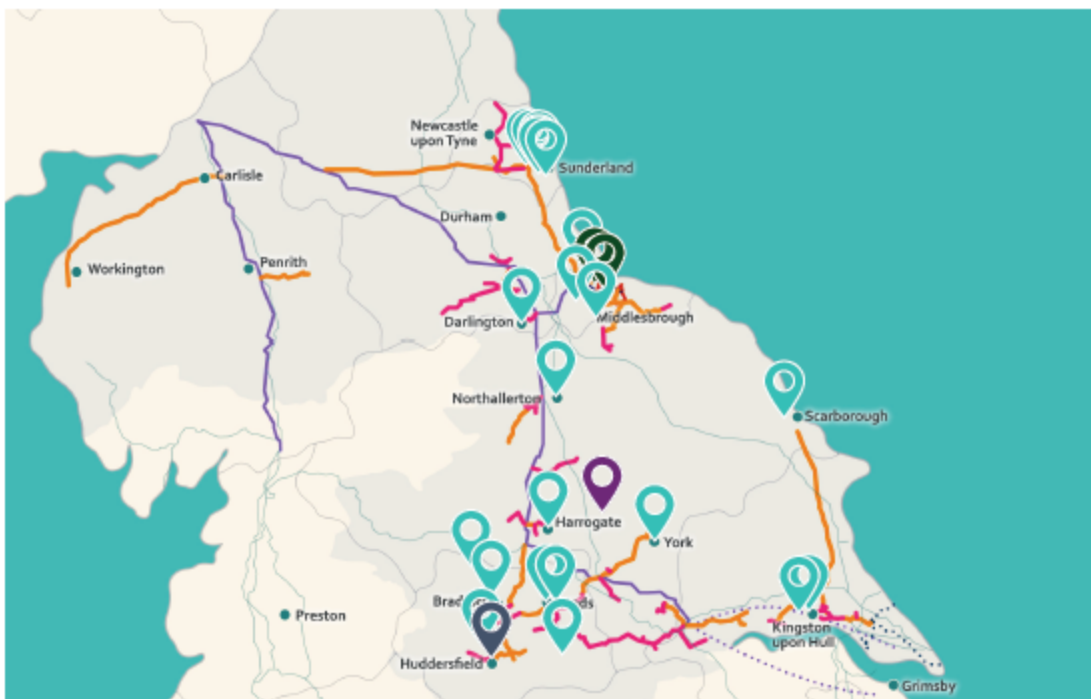 Newcastle
upon Tyne
Sunderland
Carlisle
Durham
Penrith
Workington
Middlesbrough
Darlington
Northallerton
Scarborough
Harrogate
York
Preston
Kingston
upon Hull
Huddersfield
Grimsby